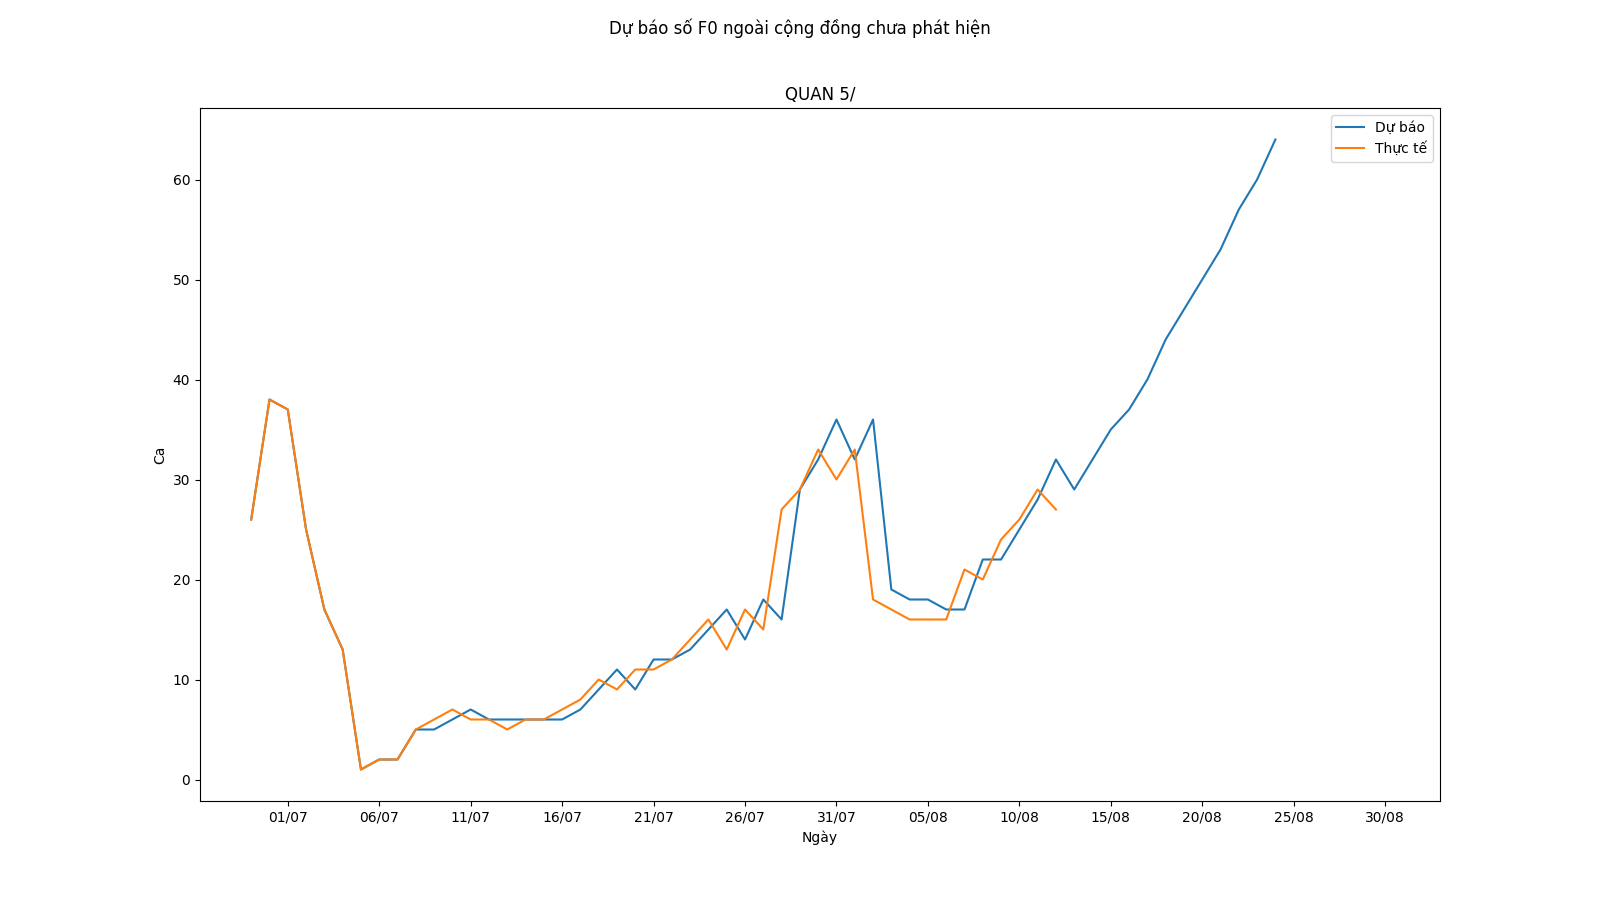 Dự báo số F0 ngoài cộng đồng chưa phát hiện
QUAN 5/
Dự báo
Thực tế
60
50
40
30
20
10
0
Ca
01/07 06/07 11/07 16/07 21/07 26/07 31/07 05/08 10/08 15/08 20/08 25/08 30/08
Ngày